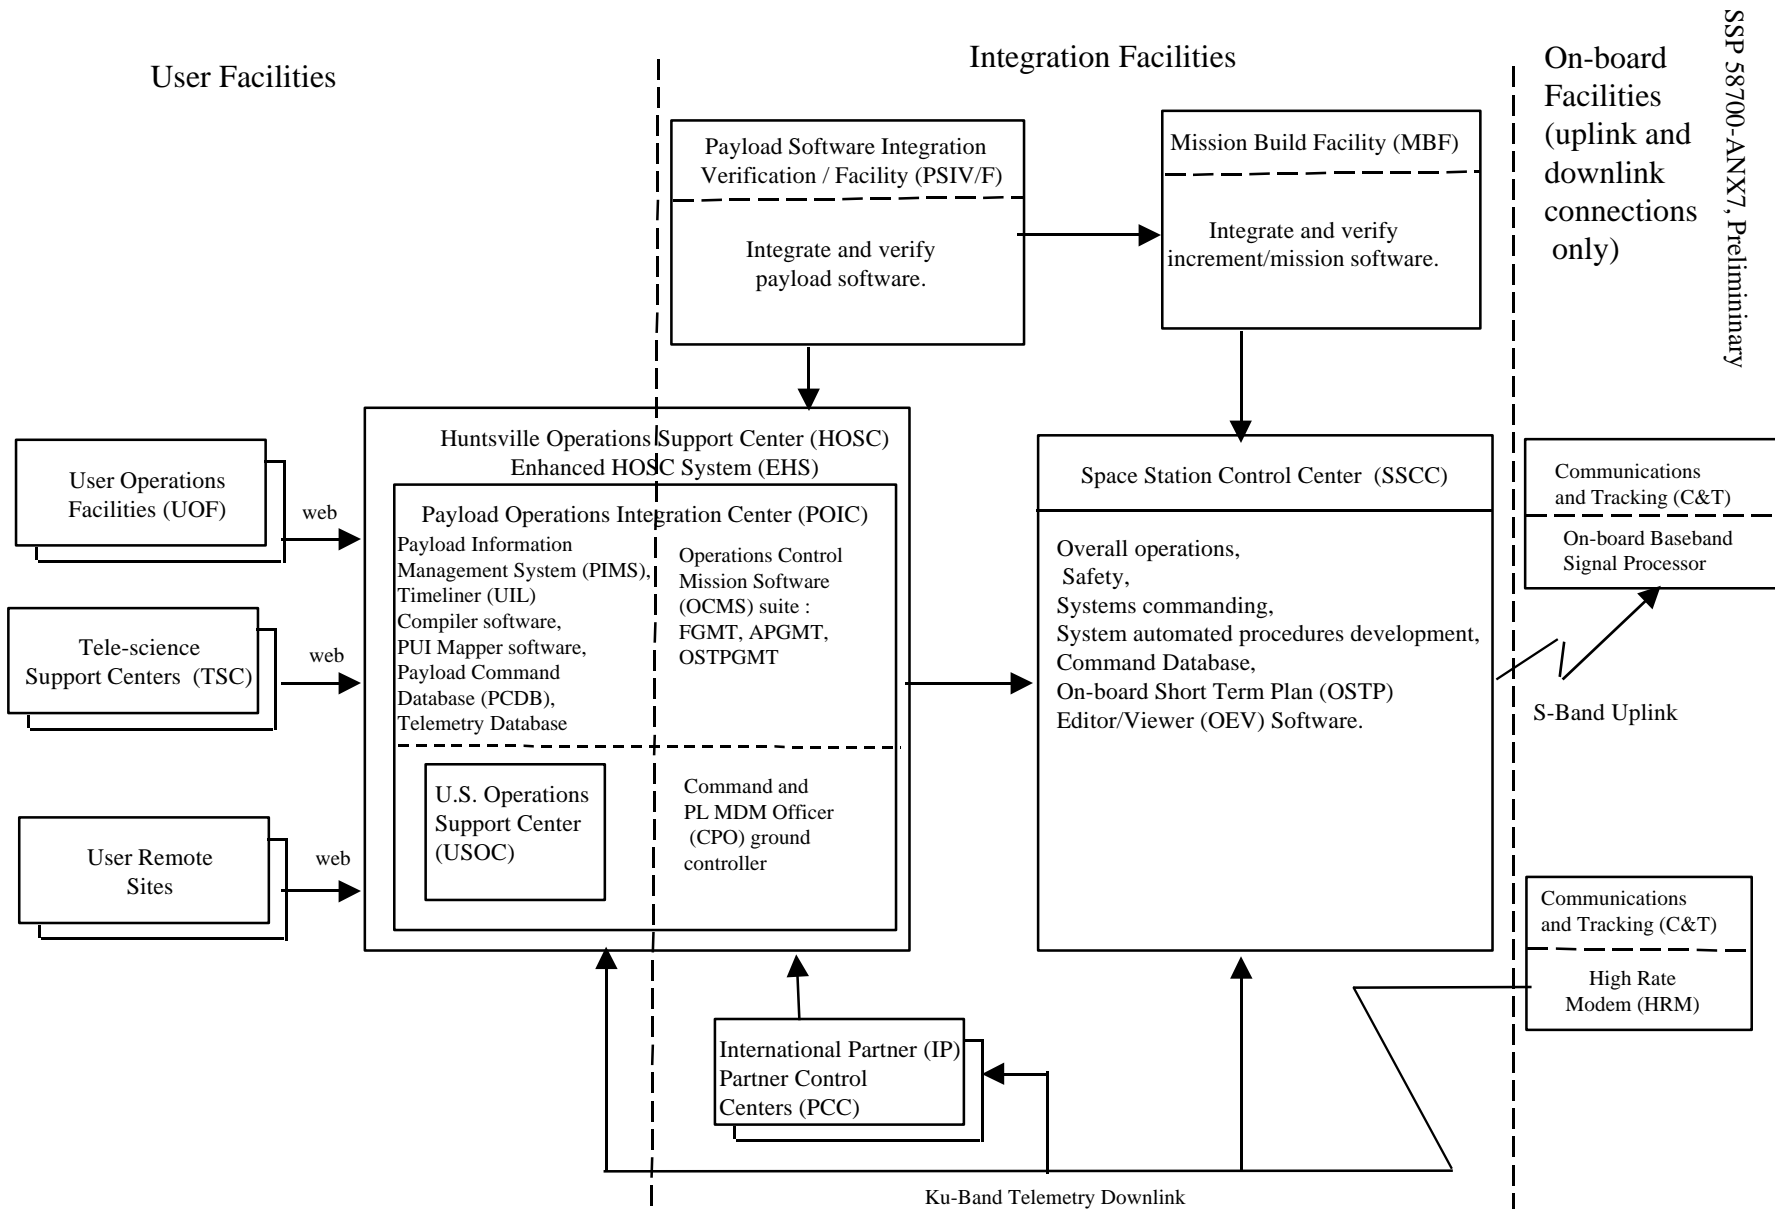 User Facilities
Integration Facilities
On-board
Facilities
(uplink and
downlink
connections
only)
SSP 58700-ANX7, Prelimininary
Payload Software Integration
Verification / Facility (PSIV/F)
Integrate and verify
payload software.
Mission Build Facility (MBF)
Integrate and verify
increment/mission software.
User Operations
Facilities (UOF)
web
Tele-science
Support Centers (TSC)
web
User Remote
Sites
web
Huntsville Operations Support Center (HOSC)
Enhanced HOSC System (EHS)
Payload Operations Integration Center (POIC)
Payload Information
Management System (PIMS),
Timeliner (UIL)
Compiler software,
PUI Mapper software,
Payload Command
Database (PCDB),
Telemetry Database
Operations Control
Mission Software
(OCMS) suite :
FGMT, APGMT,
OSTPGMT
U.S. Operations
Support Center
(USOC)
Command and
PL MDM Officer
(CPO) ground
controller
Space Station Control Center (SSCC)
Overall operations,
Safety,
Systems commanding,
System automated procedures development,
Command Database,
On-board Short Term Plan (OSTP)
Editor/Viewer (OEV) Software.
Communications
and Tracking (C&T)
On-board Baseband
Signal Processor
S-Band Uplink
Communications
and Tracking (C&T)
High Rate
Modem (HRM)
International Partner (IP)
Partner Control
Centers (PCC)
Ku-Band Telemetry Downlink